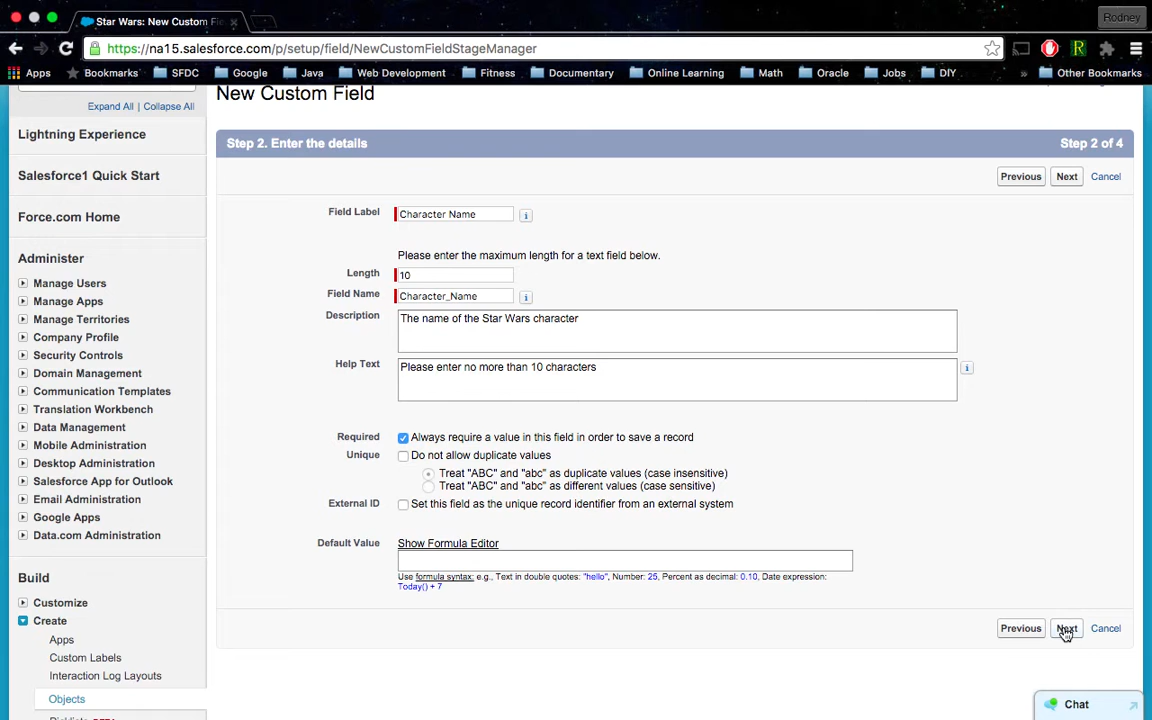 Star Wars: New Custom Fie
Rodney
https://na15.salesforce.com/p/setup/field/NewCustomFieldStageManager
R
Apps Bookmarks SFDC Google Java Web Development Fitness Documentary Online Learning Math Oracle Jobs DIY » Other Bookmarks
New Custom Field
Expand All | Collapse All
Lightning Experience
Salesforce1 Quick Start
Force.com Home
Administer
Manage Users
Manage Apps
Manage Territories
Company Profile
Security Controls
Domain Management
Communication Templates
Translation Workbench
Data Management
Mobile Administration
Desktop Administration
Salesforce App for Outlook
Email Administration
Google Apps
Data.com Administration
Build
Customize
Create
Apps
Custom Labels
Interaction Log Layouts
Objects
Step 2. Enter the details
Step 2 of 4
Previous Next Cancel
Field Label Character Name
Please enter the maximum length for a text field below.
Length 10
Field Name Character_Name
Description The name of the Star Wars character
Help Text Please enter no more than 10 characters
Required Always require a value in this field in order to save a record
Unique Do not allow duplicate values
Treat "ABC" and "abc" as duplicate values (case insensitive)
Treat "ABC" and "abc" as different values (case sensitive)
External ID Set this field as the unique record identifier from an external system
Default Value Show Formula Editor
Use formula syntax: e.g., Text in double quotes: "hello", Number: 25, Percent as decimal: 0.10, Date expression:
Today() + 7
Previous Next Cancel
Chat